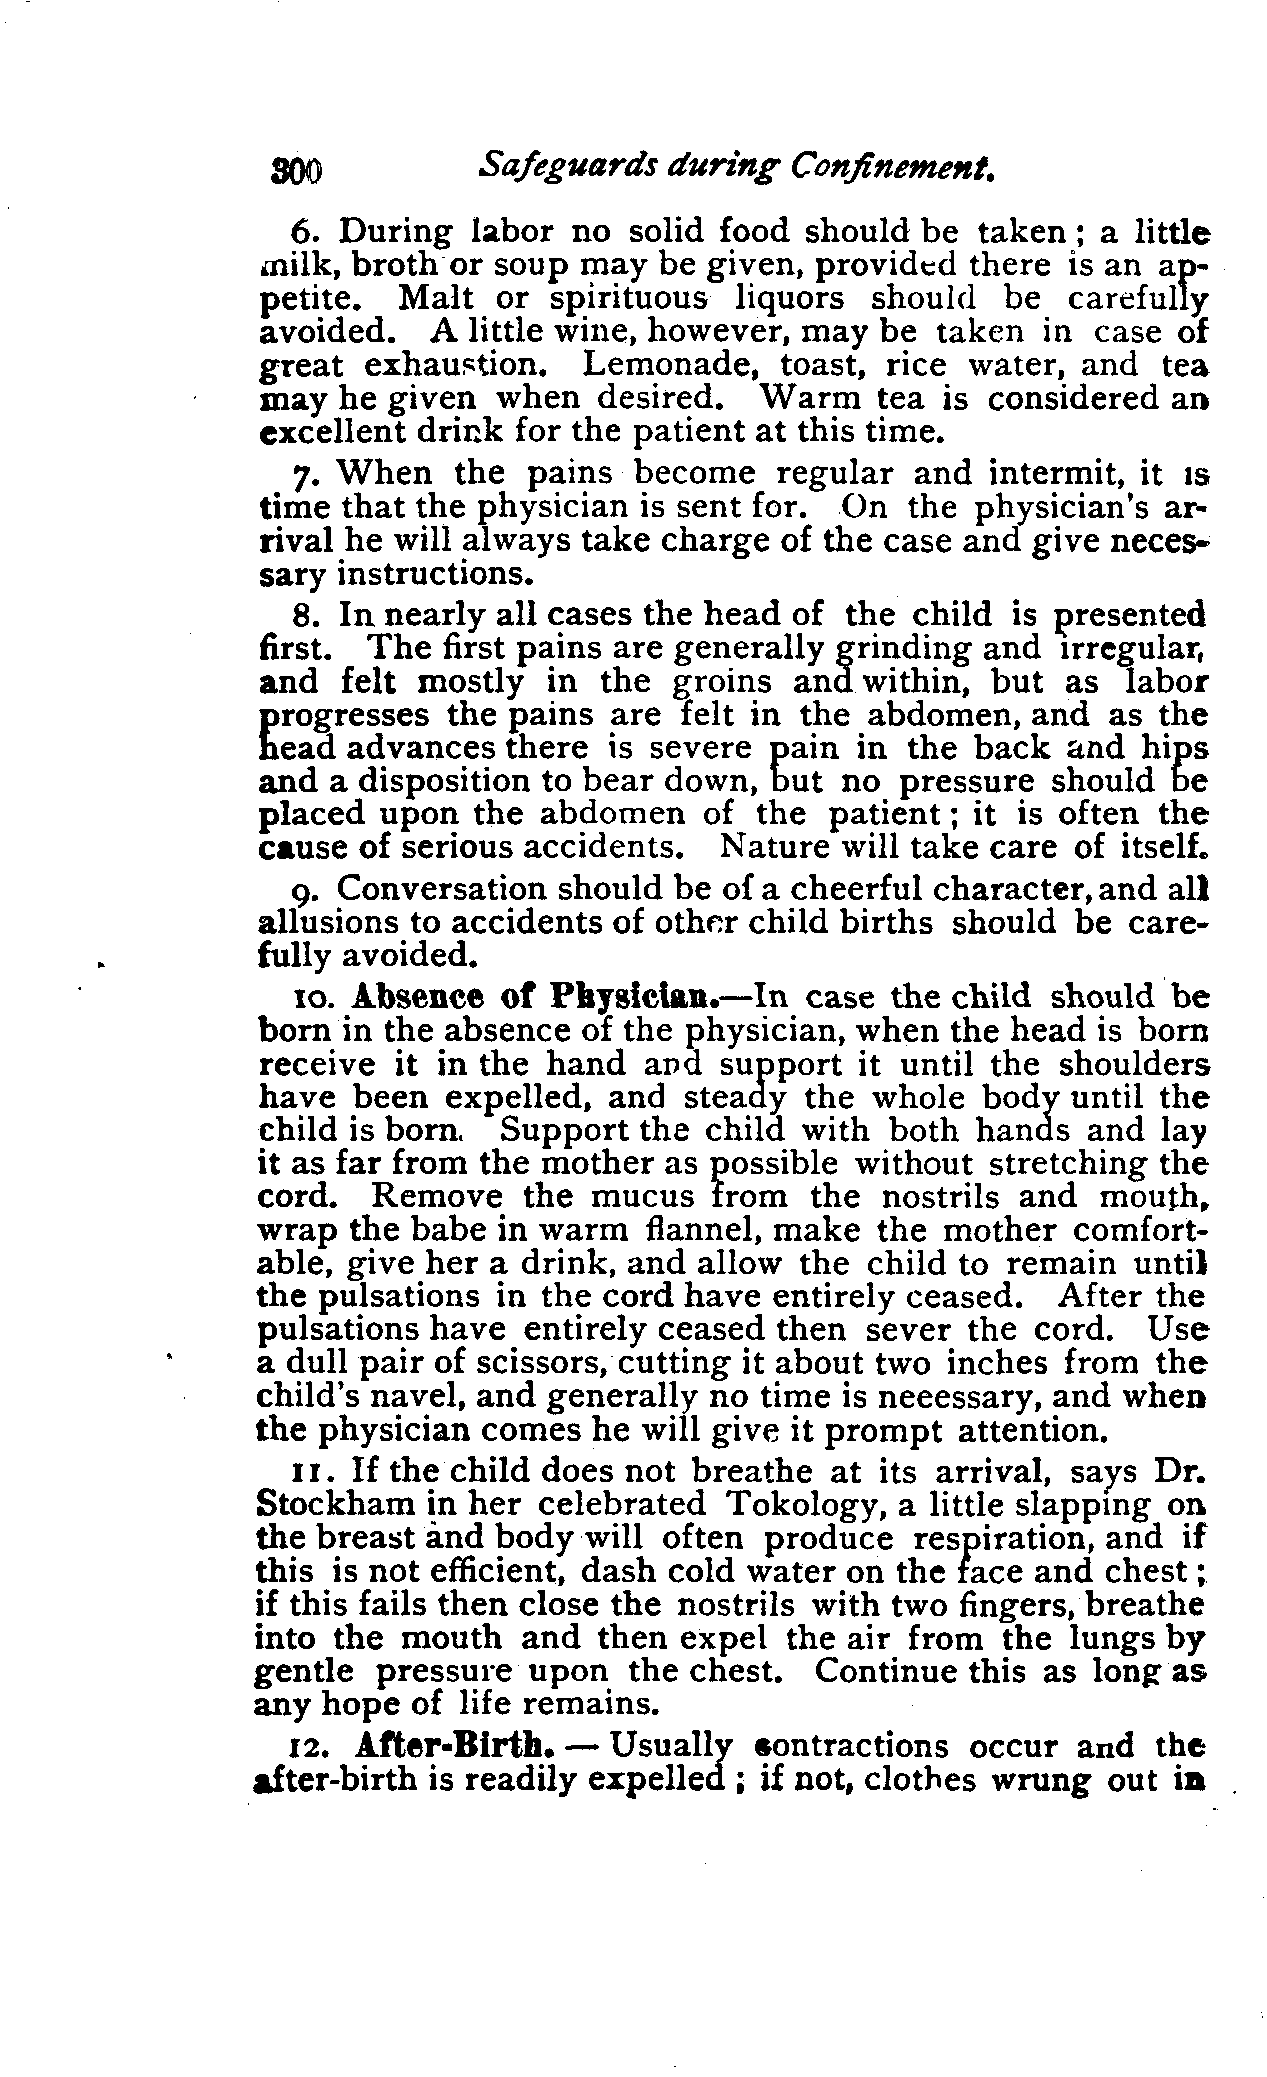 300 Safeguards during Confinement.
6. During labor no solid food should be taken; a little
milk, broth or soup may be given, provided there is an ap-
petite. Malt or spirituous liquors should be carefully
avoided. A little wine, however, may be taken in case of
great exhaustion. Lemonade, toast, rice water, and tea
may he given when desired. Warm tea is considered an
excellent drink for the patient at this time.
7. When the pains become regular and intermit, it is
time that the physician is sent for. On the physician's ar-
rival he will always take charge of the case and give neces-
sary instructions.
8. In nearly all cases the head of the child is presented
first. The first pains are generally grinding and irregular,
and felt mostly in the groins and within, but as labor
progresses the pains are felt in the abdomen, and as the
head advances there is severe pain in the back and hips
and a disposition to bear down, but no pressure should be
placed upon the abdomen of the patient; it is often the
cause of serious accidents. Nature will take care of itself.
9. Conversation should be of a cheerful character, and all
allusions to accidents of other child births should be care-
fully avoided.
10. Absence of Physician.—In case the child should be
born in the absence of the physician, when the head is born
receive it in the hand and support it until the shoulders
have been expelled, and steady the whole body until the
child is born. Support the child with both hands and lay
it as far from the mother as possible without stretching the
cord. Remove the mucus from the nostrils and mouth,
wrap the babe in warm flannel, make the mother comfort-
able, give her a drink, and allow the child to remain until
the pulsations in the cord have entirely ceased. After the
pulsations have entirely ceased then sever the cord. Use
a dull pair of scissors, cutting it about two inches from the
child's navel, and generally no time is neeessary, and when
the physician comes he will give it prompt attention.
11. If the child does not breathe at its arrival, says Dr.
Stockham in her celebrated Tokology, a little slapping on
the breast and body will often produce respiration, and if
this is not efficient, dash cold water on the face and chest;
if this fails then close the nostrils with two fingers, breathe
into the mouth and then expel the air from the lungs by
gentle pressure upon the chest. Continue this as long as
any hope of life remains.
12. After-Birth. — Usually contractions occur and the
after-birth is readily expelled; if not, clothes wrung out in